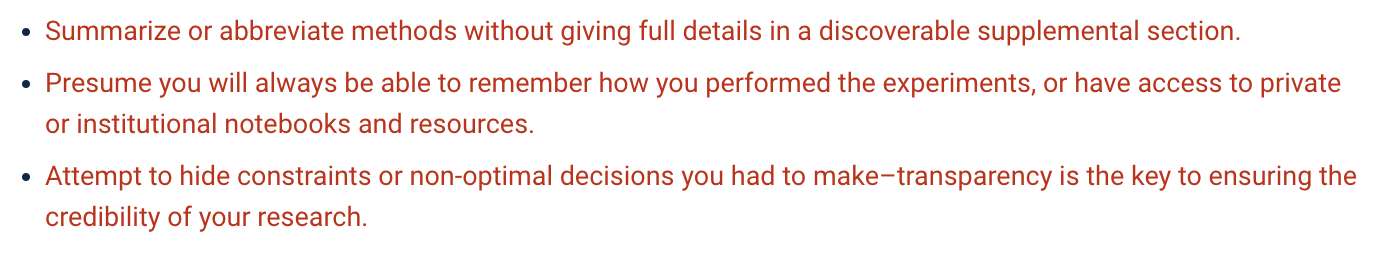 • Summarize or abbreviate methods without giving full details in a discoverable supplemental section.
• Presume you will always be able to remember how you performed the experiments, or have access to private
or institutional notebooks and resources.
• Attempt to hide constraints or non-optimal decisions you had to make–transparency is the key to ensuring the
credibility of your research.